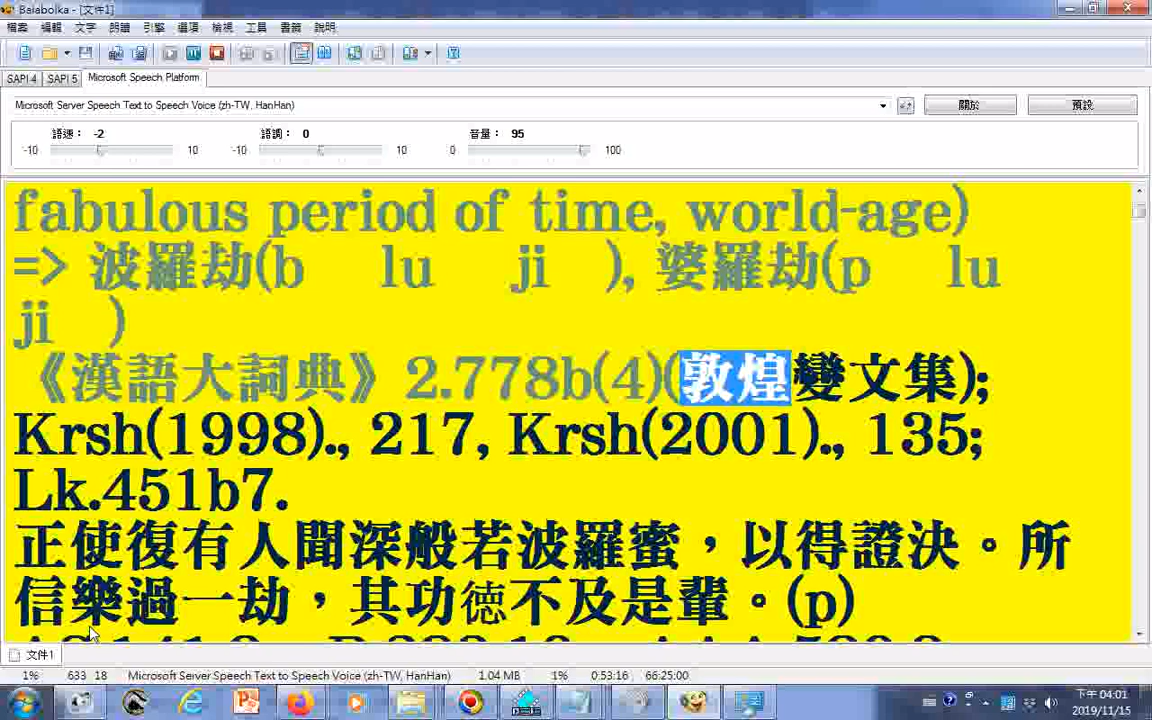 Balabolka - [文件1]
檔案 編輯 文字 朗讀 引擎 選項 檢視 工具 書籤 說明
SAPI 4 SAPI 5 Microsoft Speech Platform
Microsoft Server Speech Text to Speech Voice (zh-TW, HanHan)
關於 預設
語速： -2 語調： 0 音量： 95
-10 10 -10 10 0 100
fabulous period of time, world-age)
=> 波羅劫(b lu ji ), 婆羅劫(p lu
ji )
《漢語大詞典》 2.778b(4)(敦煌變文集);
Krsh(1998)., 217, Krsh(2001)., 135;
Lk.451b7.
正使復有人聞深般若波羅蜜，以得證決。所
信樂過一劫，其功徳不及是輩。(p)
文件1
1% 633 18 Microsoft Server Speech Text to Speech Voice (zh-TW, HanHan) 1.04 MB 1% 0:53:16 66:25:00
下午 04:01
2019/11/15